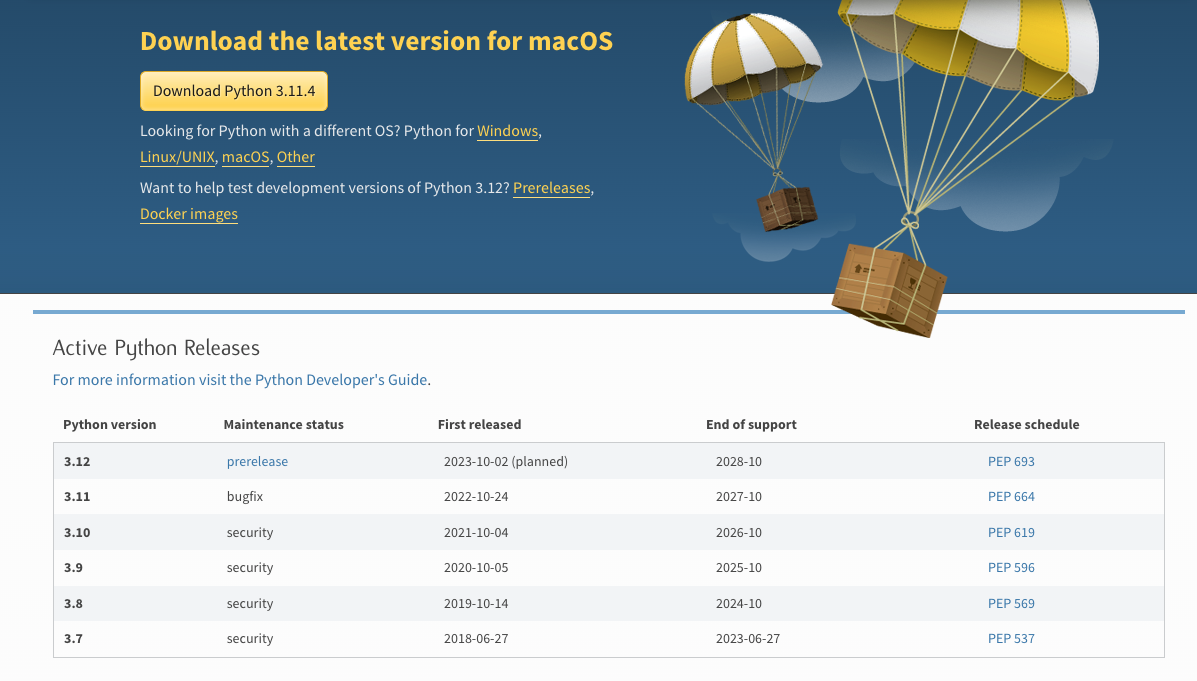 Download the latest version for macOS
Download Python 3.11.4
Looking for Python with a different OS? Python for Windows,
Linux/UNIX, macOS, Other
Want to help test development versions of Python 3.12? Prereleases,
Docker images
Active Python Releases
For more information visit the Python Developer's Guide.
Python version Maintenance status First released End of support Release schedule
3.12 prerelease 2023-10-02 (planned) 2028-10 PEP 693
3.11 bugfix 2022-10-24 2027-10 PEP 664
3.10 security 2021-10-04 2026-10 PEP 619
3.9 security 2020-10-05 2025-10 PEP 596
3.8 security 2019-10-14 2024-10 PEP 569
3.7 security 2018-06-27 2023-06-27 PEP 537